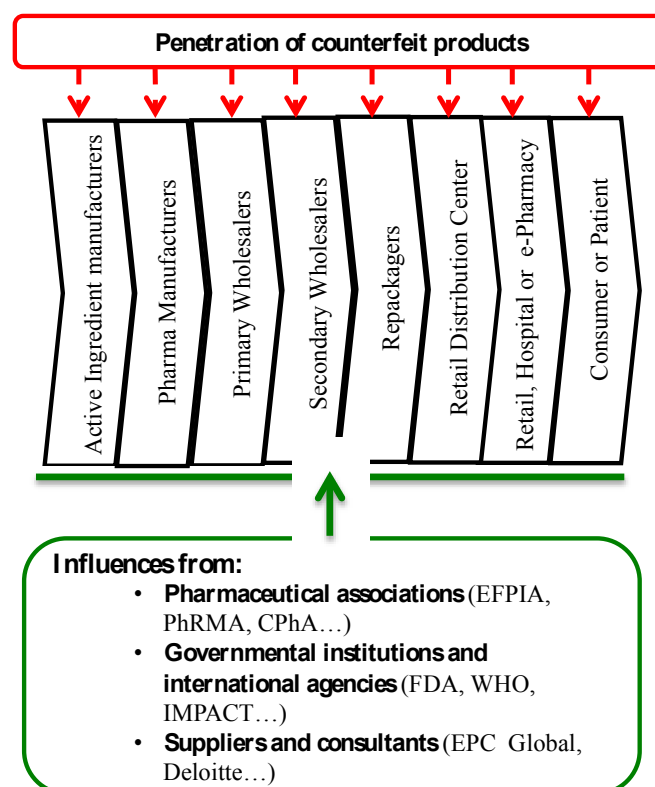 Penetration of counterfeit products
Active Ingredient manufacturers
Pharma Manufacturers
Primary Wholesalers
Secondary Wholesalers
Repackagers
Retail Distribution Center
Retail, Hospital or e-Pharmacy
Consumer or Patient
Influences from:
• Pharmaceutical associations (EFPIA,
PhRMA, CPhA…)
• Governmental institutions and
international agencies (FDA, WHO,
IMPACT…)
• Suppliers and consultants (EPC Global,
Deloitte…)